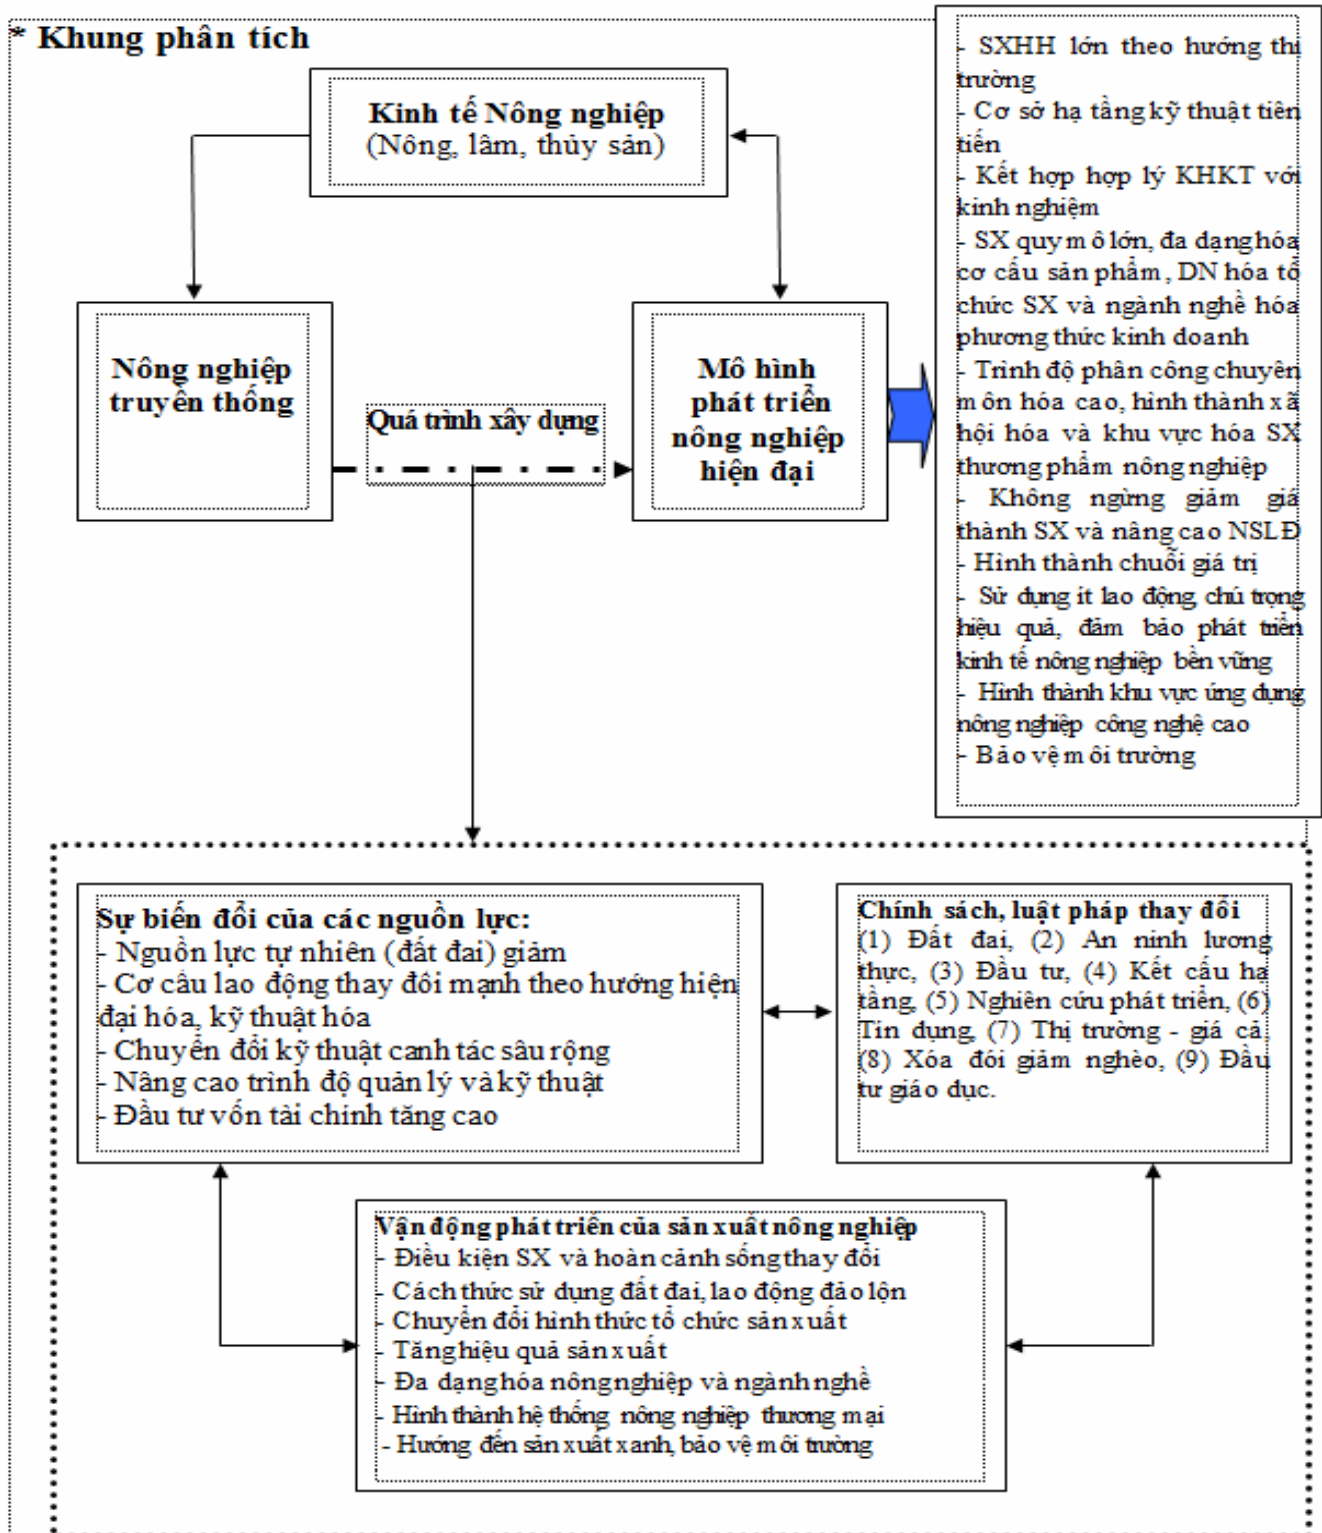 * Khung phân tích
Kinh tế Nông nghiệp
(Nông, lâm, thủy sản)
Nông nghiệp
truyền thống
Quá trình xây dựng
Mô hình
phát triển
nông nghiệp
hiện đại
- SXHH lớn theo hướng thị
trường
- Cơ sở hạ tầng kỹ thuật tiên
tiến
- Kết hợp hợp lý KHKT với
kinh nghiệm
- SX quy mô lớn, đa dạng hóa
cơ cấu sản phẩm, DN hóa tổ
chức SX và ngành nghề hóa
phương thức kinh doanh
- Trình độ phân công chuyên
môn hóa cao, hình thành xã
hội hóa và khu vực hóa SX
thương phẩm nông nghiệp
- Không ngừng giảm giá
thành SX và nâng cao NSLĐ
- Hình thành chuỗi giá trị
- Sử dụng ít lao động, chú trọng
hiệu quả, đảm bảo phát triển
kinh tế nông nghiệp bền vững
- Hình thành khu vực ứng dụng
nông nghiệp công nghệ cao
- Bảo vệ môi trường
Sự biến đổi của các nguồn lực:
- Nguồn lực tự nhiên (đất đai) giảm
- Cơ cấu lao động thay đổi mạnh theo hướng hiện
đại hóa, kỹ thuật hóa
- Chuyển đổi kỹ thuật canh tác sâu rộng
- Nâng cao trình độ quản lý và kỹ thuật
- Đầu tư vốn tài chính tăng cao
Chính sách, luật pháp thay đổi
(1) Đất đai, (2) An ninh lương
thực, (3) Đầu tư, (4) Kết cấu hạ
tầng, (5) Nghiên cứu phát triển, (6)
Tín dụng, (7) Thị trường - giá cả,
(8) Xóa đói giảm nghèo, (9) Đầu
tư giáo dục.
Vận động phát triển của sản xuất nông nghiệp
- Điều kiện SX và hoàn cảnh sống thay đổi
- Cách thức sử dụng đất đai, lao động đảo lộn
- Chuyển đổi hình thức tổ chức sản xuất
- Tăng hiệu quả sản xuất
- Đa dạng hóa nông nghiệp và ngành nghề
- Hình thành hệ thống nông nghiệp thương mại
- Hướng đến sản xuất xanh, bảo vệ môi trường